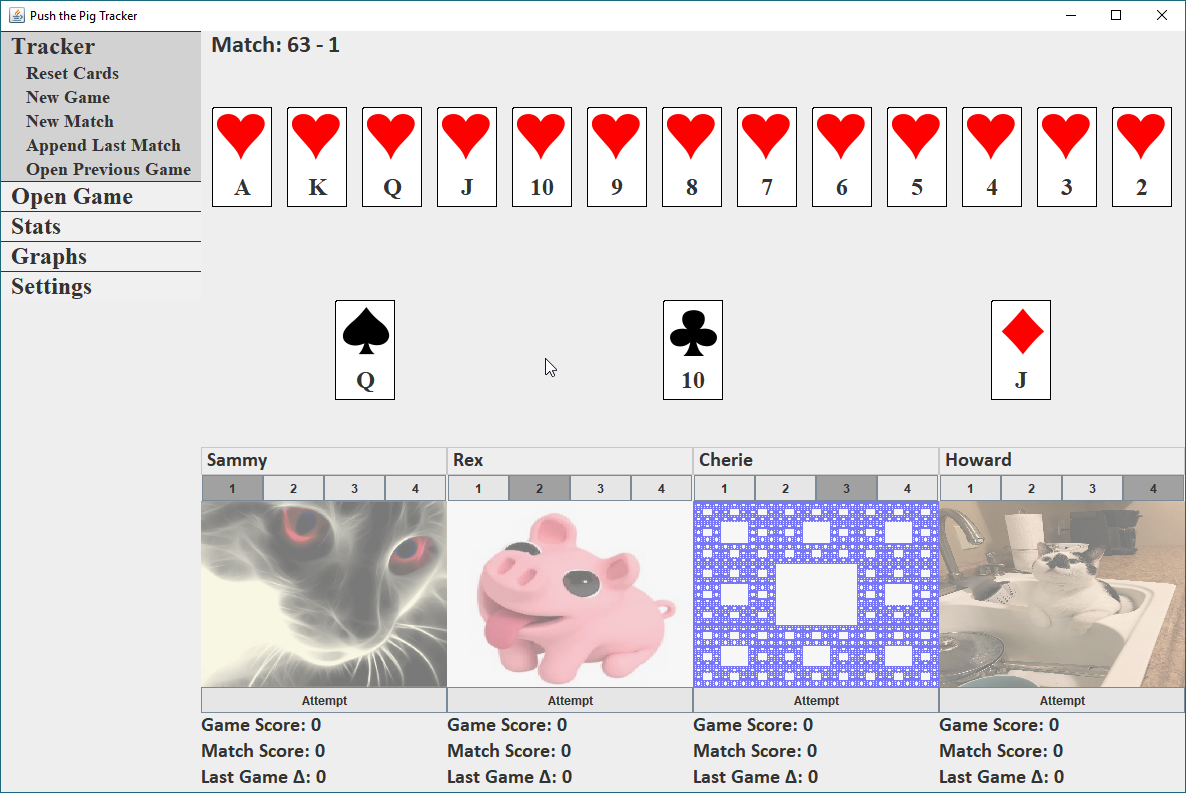 Push the Pig Tracker
Tracker
Reset Cards
New Game
New Match
Append Last Match
Open Previous Game
Open Game
Stats
Graphs
Settings
Match: 63 - 1
A K Q J 10 9 8 7 6 5 4 3 2
Q 10 J
Sammy Rex Cherie Howard
1 2 3 4 1 2 3 4 1 2 3 4 1 2 3 4
Attempt Attempt Attempt Attempt
Game Score: 0 Game Score: 0 Game Score: 0 Game Score: 0
Match Score: 0 Match Score: 0 Match Score: 0 Match Score: 0
Last Game Δ: 0 Last Game Δ: 0 Last Game Δ: 0 Last Game Δ: 0